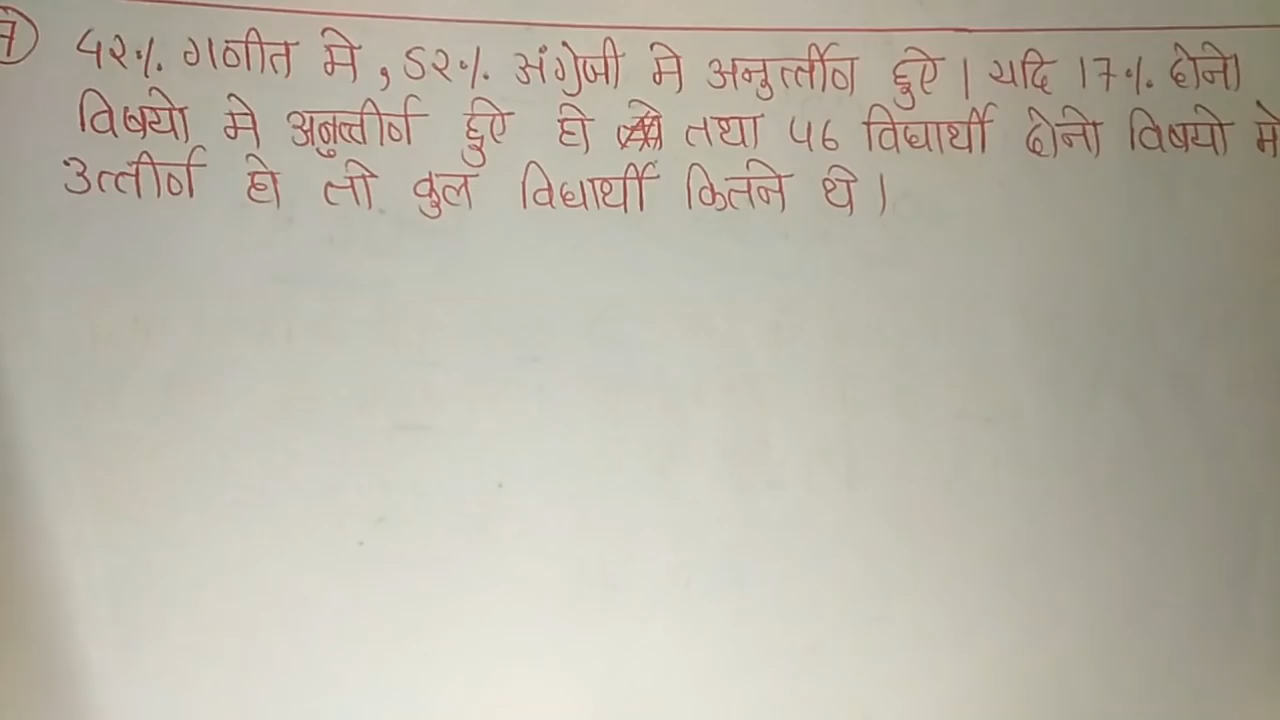 7 42% गणीत मे, 52% अंग्रेजी मे अनुर्त्तीण हुऐ। यदि 17% दोनो
विषयो मे अनुत्तीर्ण हुऐ हो तथा 46 विधार्थी दोनो विषयो मे
उत्तीर्ण हो तो कुल विधार्थी कितने थे।